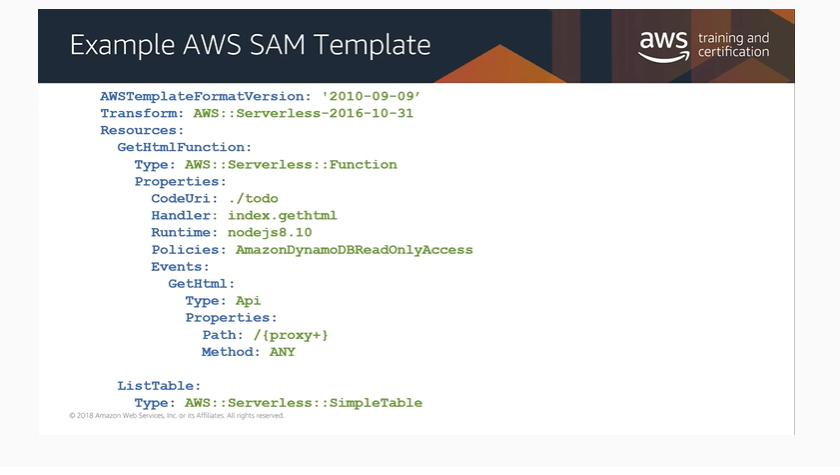 Example AWS SAM Template
aws
training and
certification
AWSTemplateFormatVersion: '2010-09-09’
Transform: AWS::Serverless-2016-10-31
Resources:
  GetHtmlFunction:
    Type: AWS::Serverless::Function
    Properties:
      CodeUri: ./todo
      Handler: index.gethtml
      Runtime: nodejs8.10
      Policies: AmazonDynamoDBReadOnlyAccess
      Events:
        GetHtml:
          Type: Api
          Properties:
            Path: /{proxy+}
            Method: ANY
  ListTable:
    Type: AWS::Serverless::SimpleTable
© 2018 Amazon Web Services, Inc. or its Affiliates. All rights reserved.